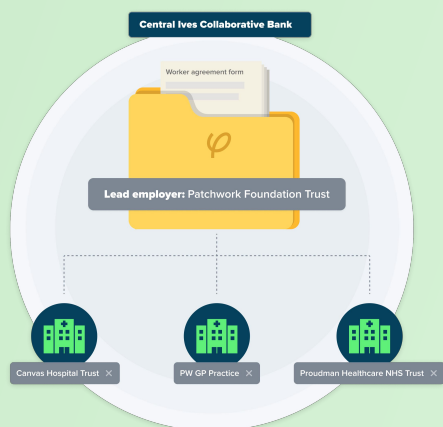 Central Ives Collaborative Bank
Worker agreement form
Lead employer: Patchwork Foundation Trust
Canvas Hospital Trust ×
PW GP Practice ×
Proudman Healthcare NHS Trust ×